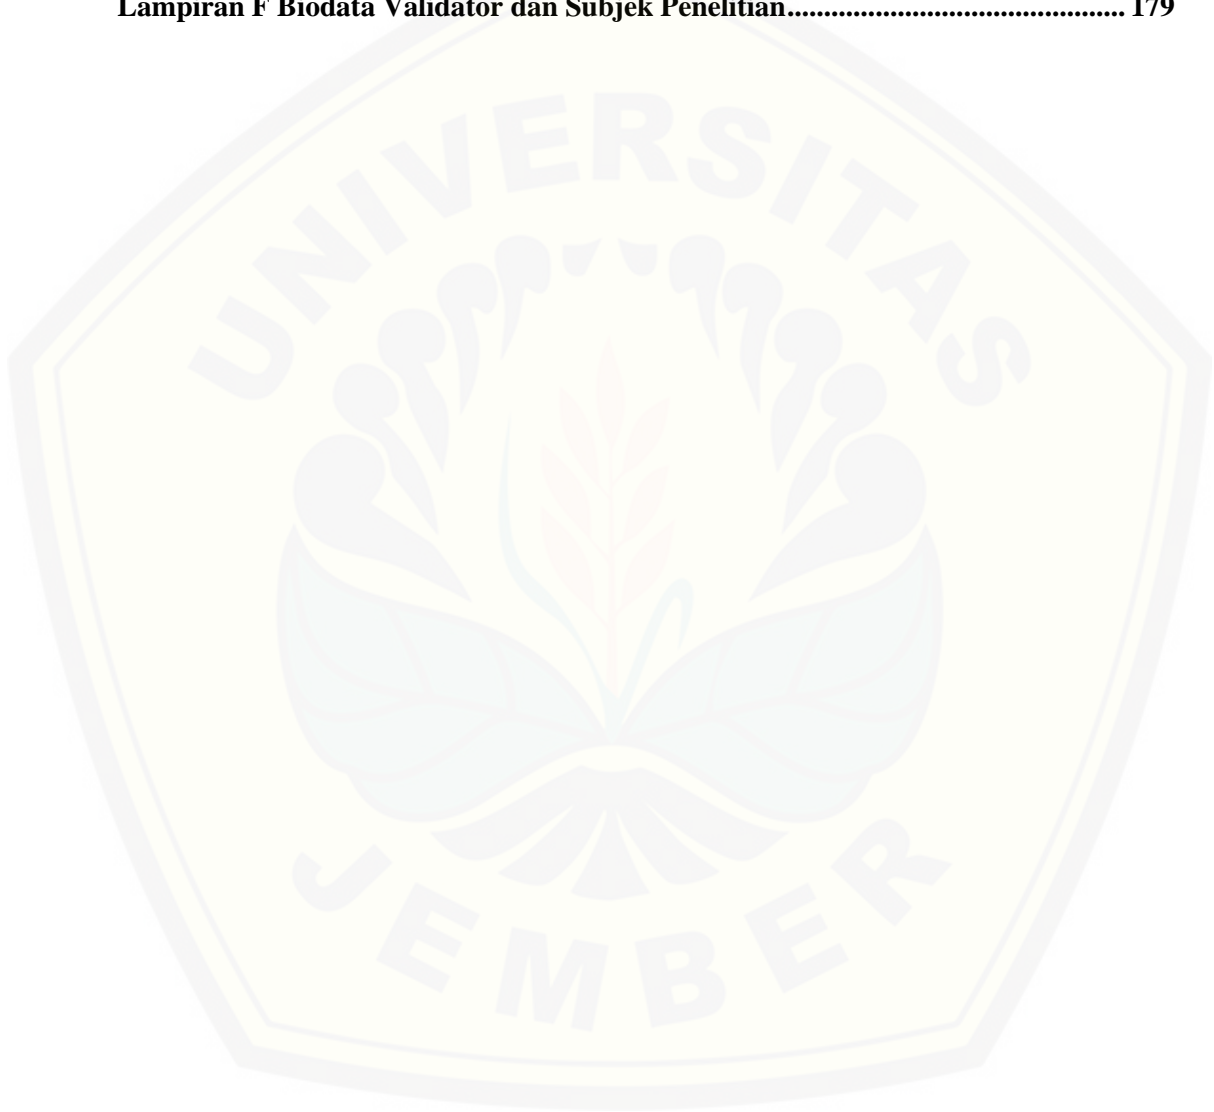 Lampiran F Biodata Validator dan Subjek Penelitian.............................................. 179
UNIVERSITAS
JEMBER